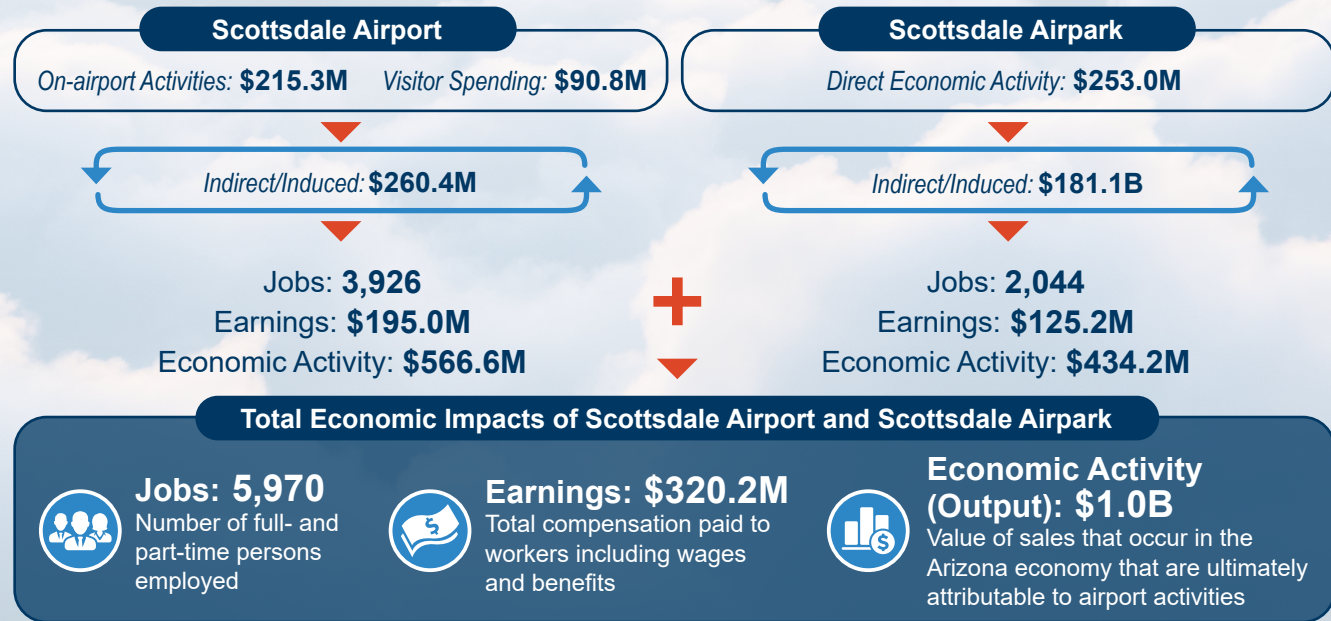 Scottsdale Airport
On-airport Activities: $215.3M Visitor Spending: $90.8M
Indirect/Induced: $260.4M
Jobs: 3,926
Earnings: $195.0M
Economic Activity: $566.6M
Scottsdale Airpark
Direct Economic Activity: $253.0M
Indirect/Induced: $181.1B
Jobs: 2,044
Earnings: $125.2M
Economic Activity: $434.2M
+
Total Economic Impacts of Scottsdale Airport and Scottsdale Airpark
Jobs: 5,970
Number of full- and
part-time persons
employed
$
Earnings: $320.2M
Total compensation paid to
workers including wages
and benefits
$
Economic Activity
(Output): $1.0B
Value of sales that occur in the
Arizona economy that are ultimately
attributable to airport activities